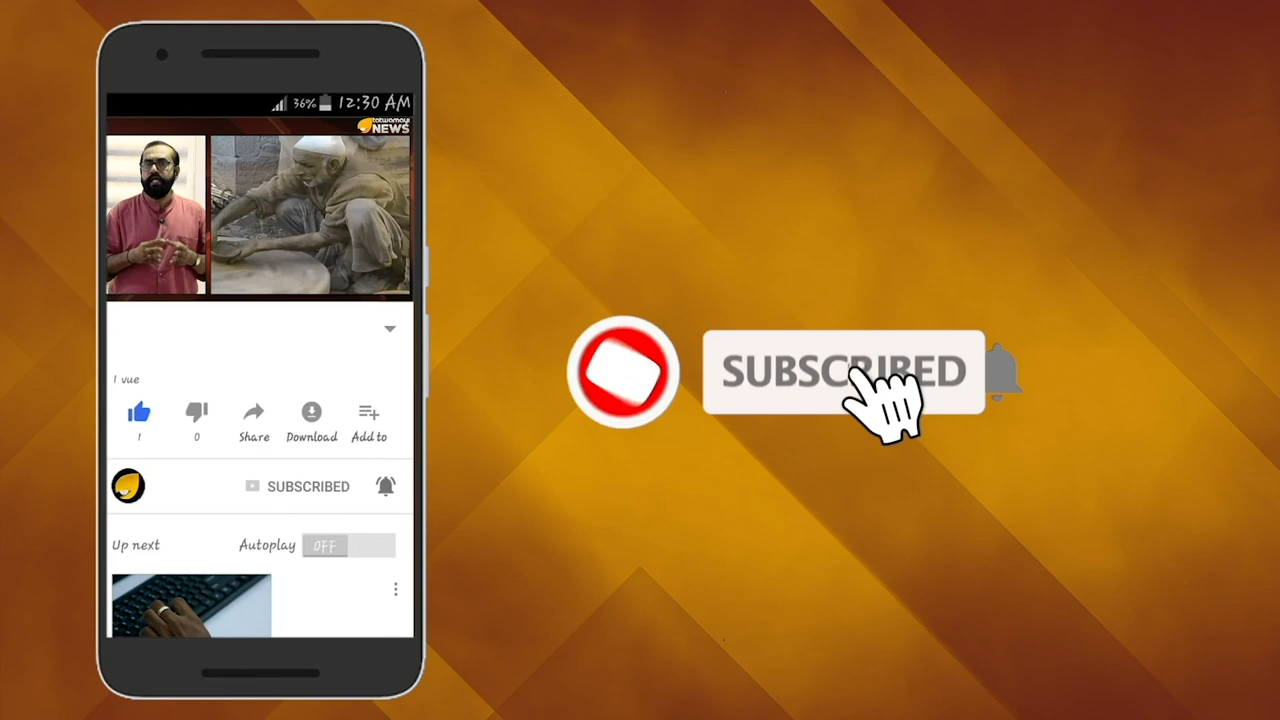 36% 12:30 AM
tatwamayi
NEWS
1 vue
1
0
Share
Download
Add to
SUBSCRIBED
Up next
Autoplay
OFF
SUBSCRIBED